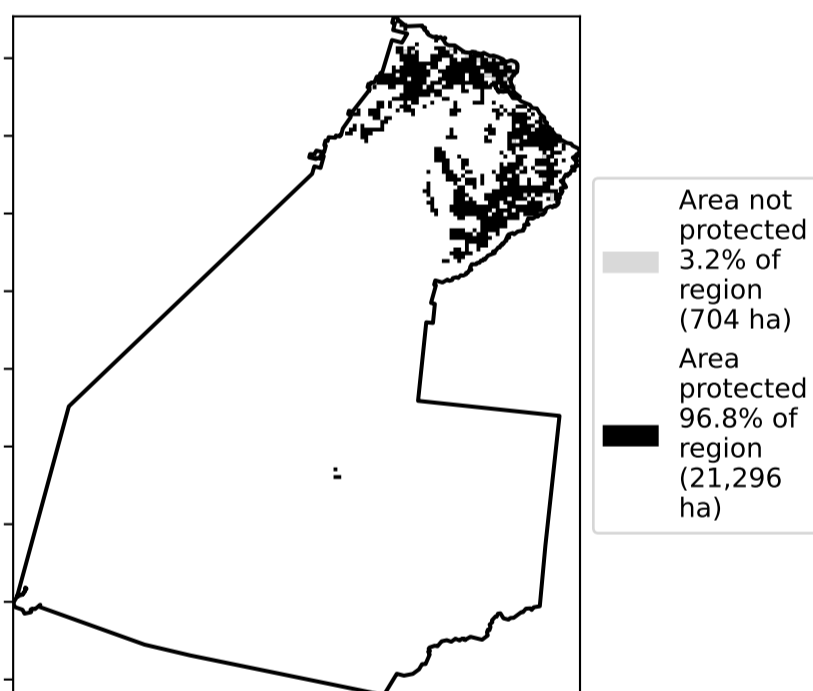 Area not
protected
3.2% of
region
(704 ha)
Area
protected
96.8% of
region
(21,296
ha)